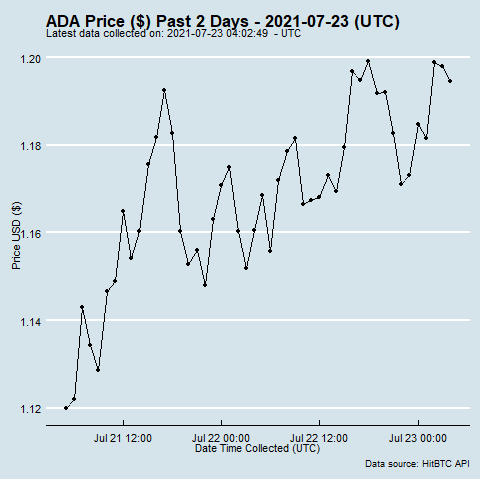 ADA Price ($) Past 2 Days - 2021-07-23 (UTC)
Latest data collected on: 2021-07-23 04:02:49  - UTC
1.20
1.18
1.16
1.14
1.12
Price USD ($)
Jul 21 12:00 Jul 22 00:00 Jul 22 12:00 Jul 23 00:00
Date Time Collected (UTC)
Data source: HitBTC API